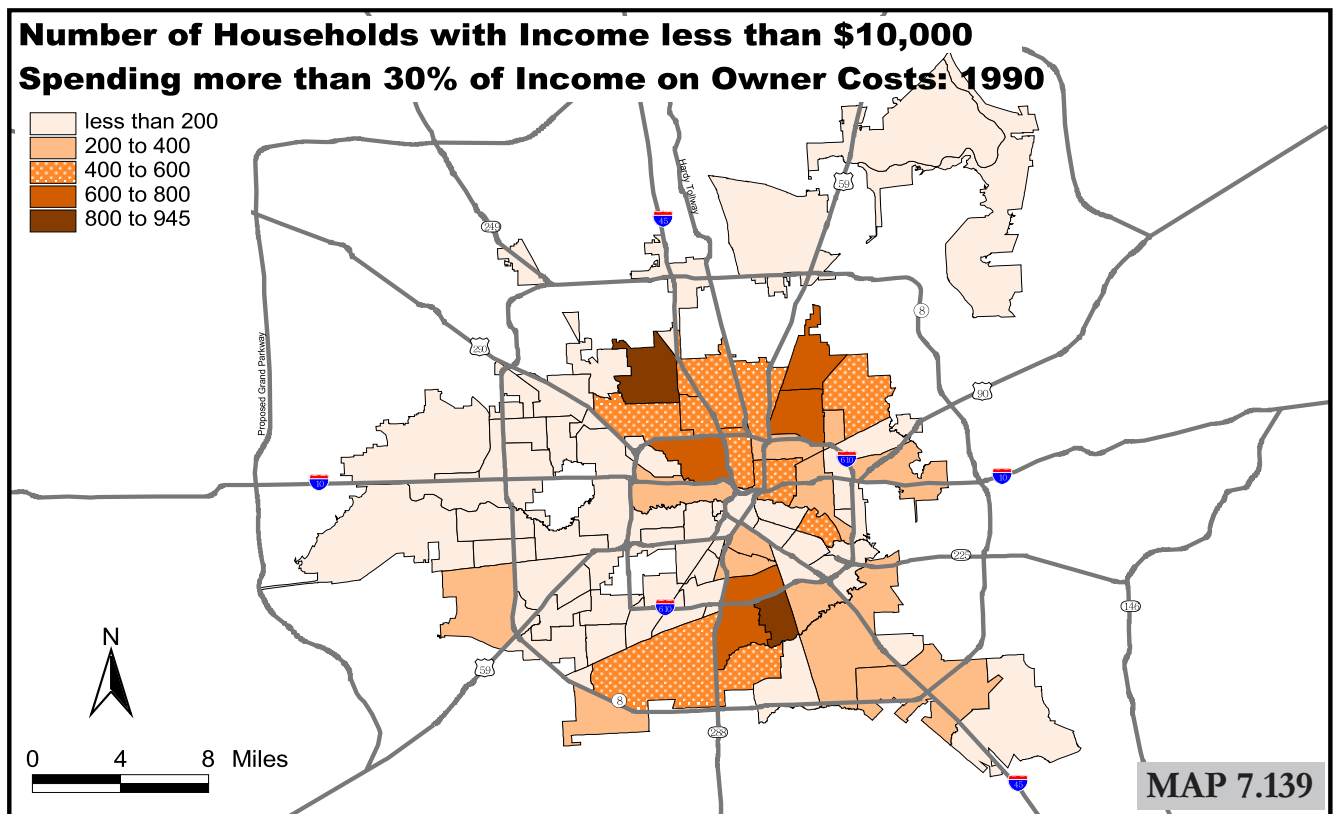 Number of Households with Income less than $10,000
Spending more than 30% of Income on Owner Costs: 1990
less than 200
200 to 400
400 to 600
600 to 800
800 to 945
Hardy Tollway
59
45
249
8
290
Proposed Grand Parkway
90
610
10
10
225
610
146
N
59
8
288
0 4 8 Miles
45
MAP 7.139